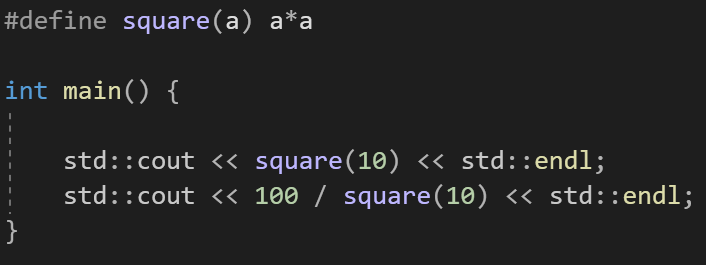 #define square(a) a*a
int main() {
std::cout << square(10) << std::endl;
std::cout << 100 / square(10) << std::endl;
}